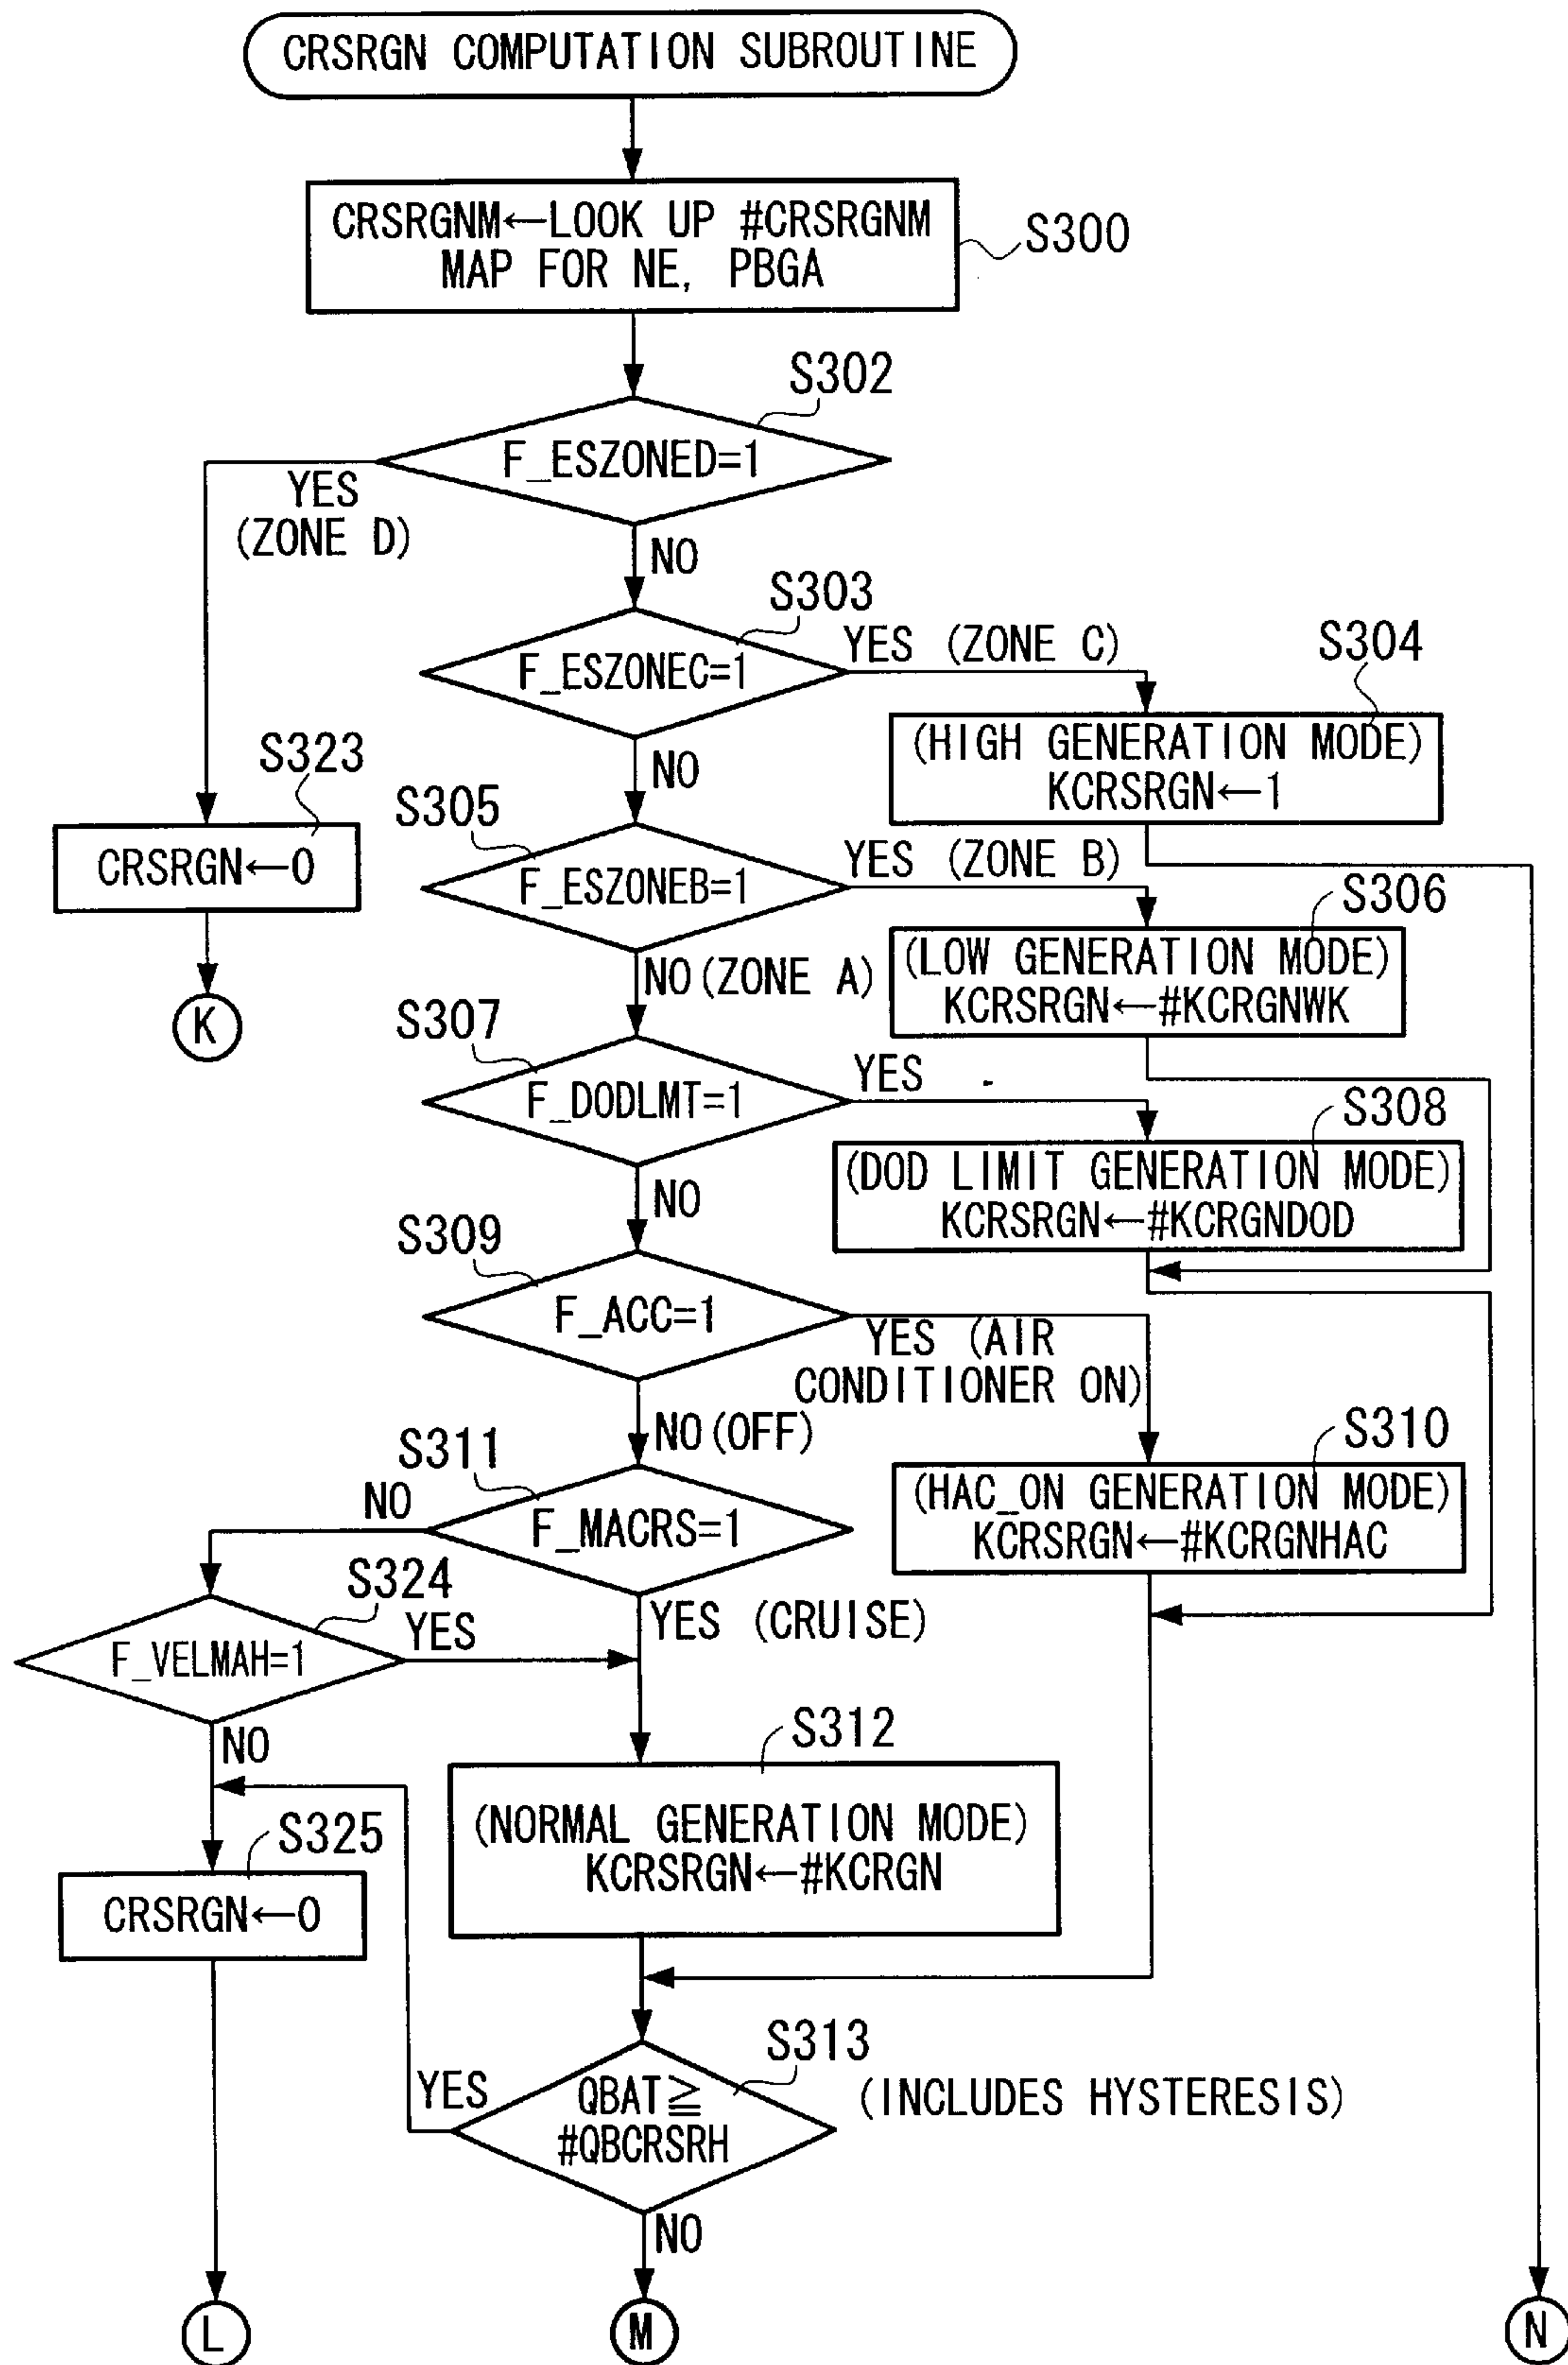 CRSRGN COMPUTATION SUBROUTINE
CRSRGNM←LOOK UP #CRSRGNM
MAP FOR NE, PBGA
S300
S302
F_ESZONED=1
YES
(ZONE D)
NO
S303
F_ESZONEC=1
YES (ZONE C)
S304
(HIGH GENERATION MODE)
KCRSRGN←1
NO
S323
CRSRGN←0
K
S305
F_ESZONEB=1
YES (ZONE B)
S306
(LOW GENERATION MODE)
KCRSRGN←#KCRGNWK
NO (ZONE A)
S307
F_DODLMT=1
YES
S308
(DOD LIMIT GENERATION MODE)
KCRSRGN←#KCRGNDOD
NO
S309
F_ACC=1
YES (AIR
CONDITIONER ON)
NO (OFF)
S310
(HAC_ON GENERATION MODE)
KCRSRGN←#KCRGNHAC
S311
F_MACRS=1
NO
YES (CRUISE)
S324
F_VELMAH=1
YES
NO
S312
(NORMAL GENERATION MODE)
KCRSRGN←#KCRGN
S325
CRSRGN←0
S313
QBAT≧
#QBCRSRH
YES
(INCLUDES HYSTERESIS)
NO
L
M
N